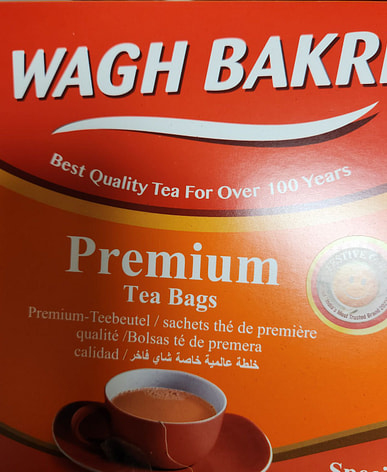 WAGH BAKRI
Best Quality Tea For Over 100 Years
Premium
Tea Bags
Premium-Teebeutel / sachets thé de première
qualité /Bolsas té de premera
calidad / خلطة عالمية خاصة شاي فاخر